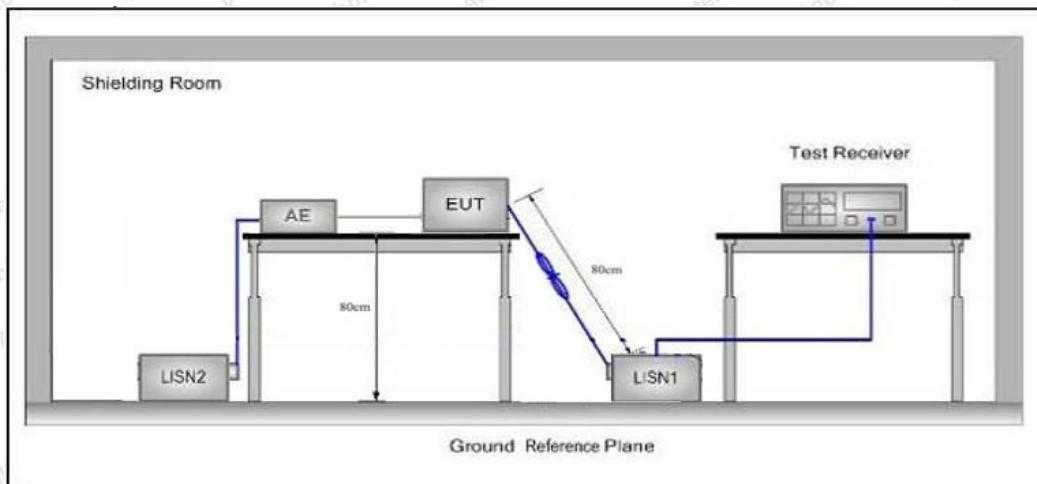 Shielding Room
Test Receiver
AE
EUT
80cm
80cm
LISN2
LISN1
Ground Reference Plane